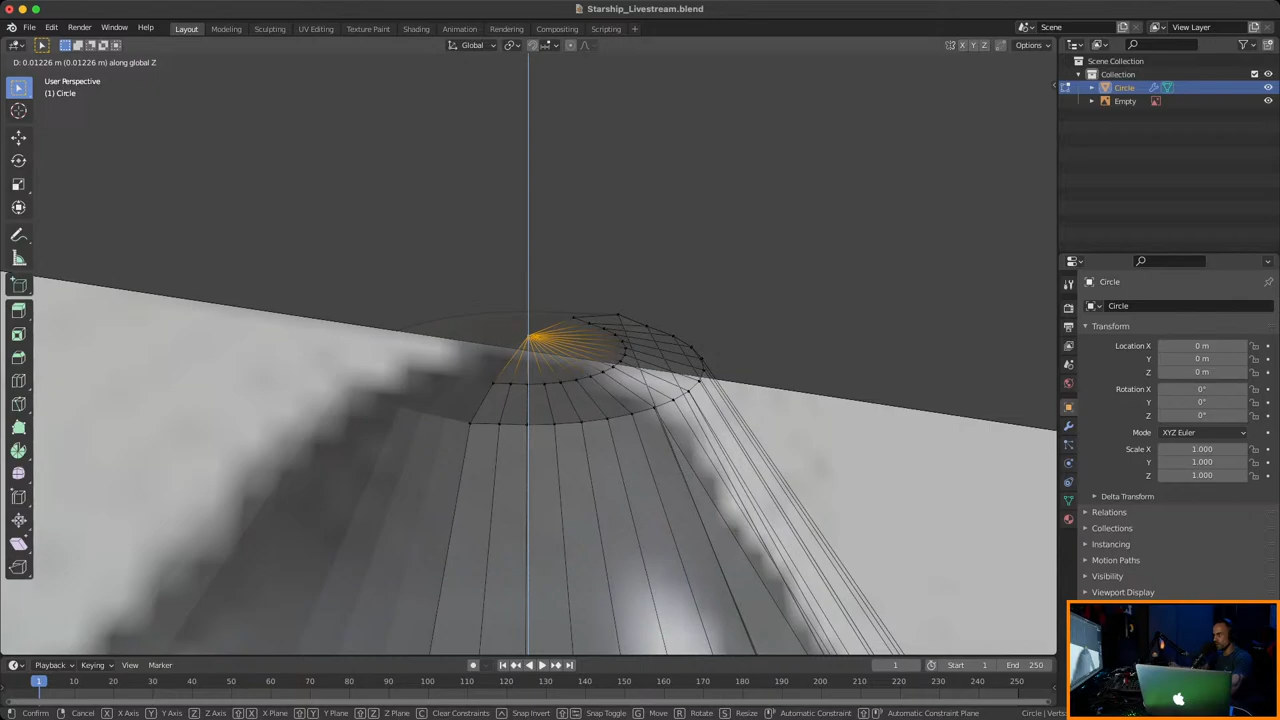 Starship_Livestream.blend
File Edit Render Window Help
Layout Modeling Sculpting UV Editing Texture Paint Shading Animation Rendering Compositing Scripting +
Scene
View Layer
Global
X Y Z
Options
D: 0.01226 m (0.01226 m) along global Z
User Perspective
(1) Circle
Scene Collection
Collection
Circle
Empty
Circle
Circle
Transform
Location X 0 m
Y 0 m
Z 0 m
Rotation X 0°
Y 0°
Z 0°
Mode XYZ Euler
Scale X 1.000
Y 1.000
Z 1.000
Delta Transform
Relations
Collections
Instancing
Motion Paths
Visibility
Viewport Display
Playback Keying View Marker
1 Start 1 End 250
1 10 20 30 40 50 60 70 80 90 100 110 120 130 140 150 160 170 180 190 200 210 220 230 240 250
Confirm Cancel X X Axis Y Y Axis Z Z Axis X X Plane Y Y Plane Z Z Plane C Clear Constraints Snap Invert Snap Toggle G Move R Rotate S Resize Automatic Constraint Automatic Constraint Plane Circle | Verts: